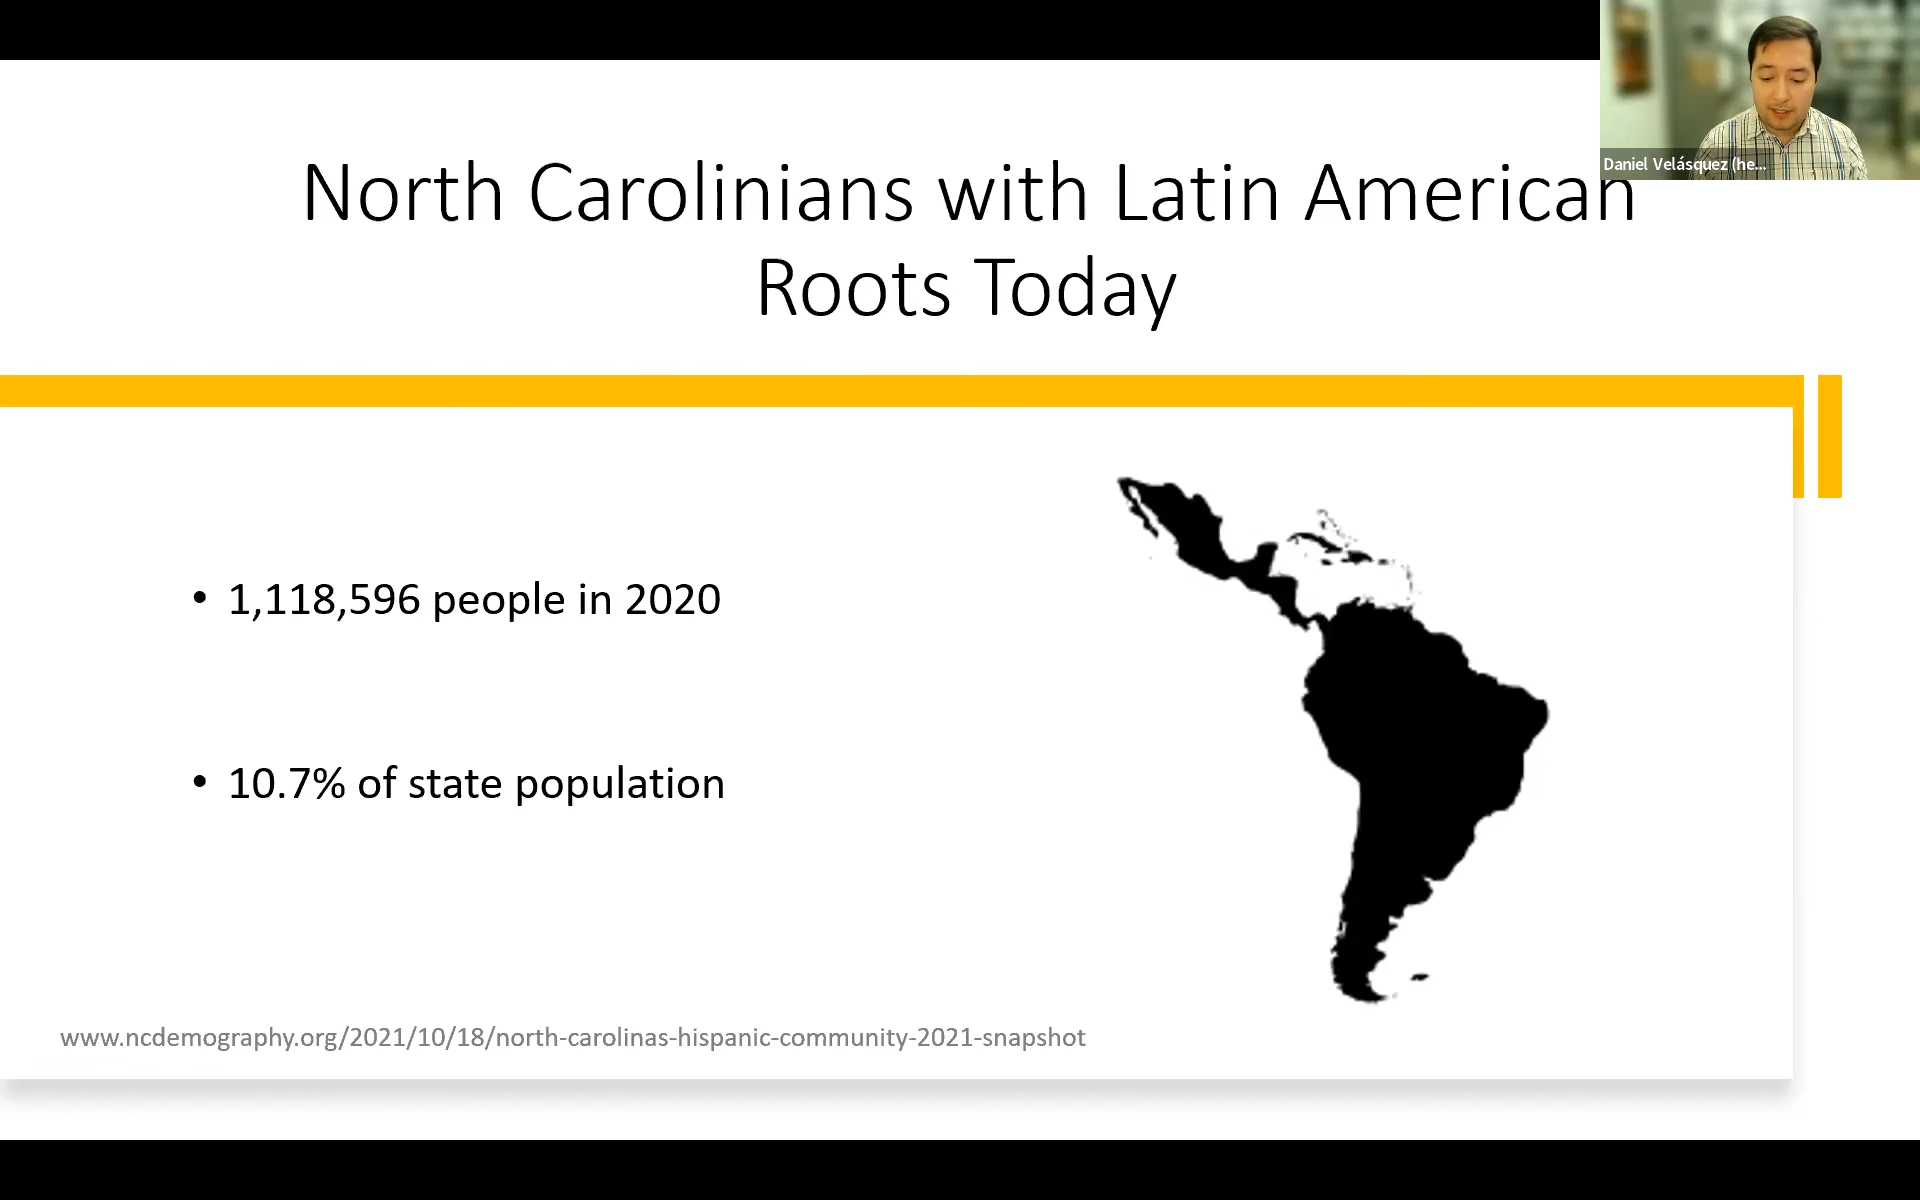 Daniel Velásquez (he...
North Carolinians with Latin American
Roots Today
• 1,118,596 people in 2020
• 10.7% of state population
www.ncdemography.org/2021/10/18/north-carolinas-hispanic-community-2021-snapshot